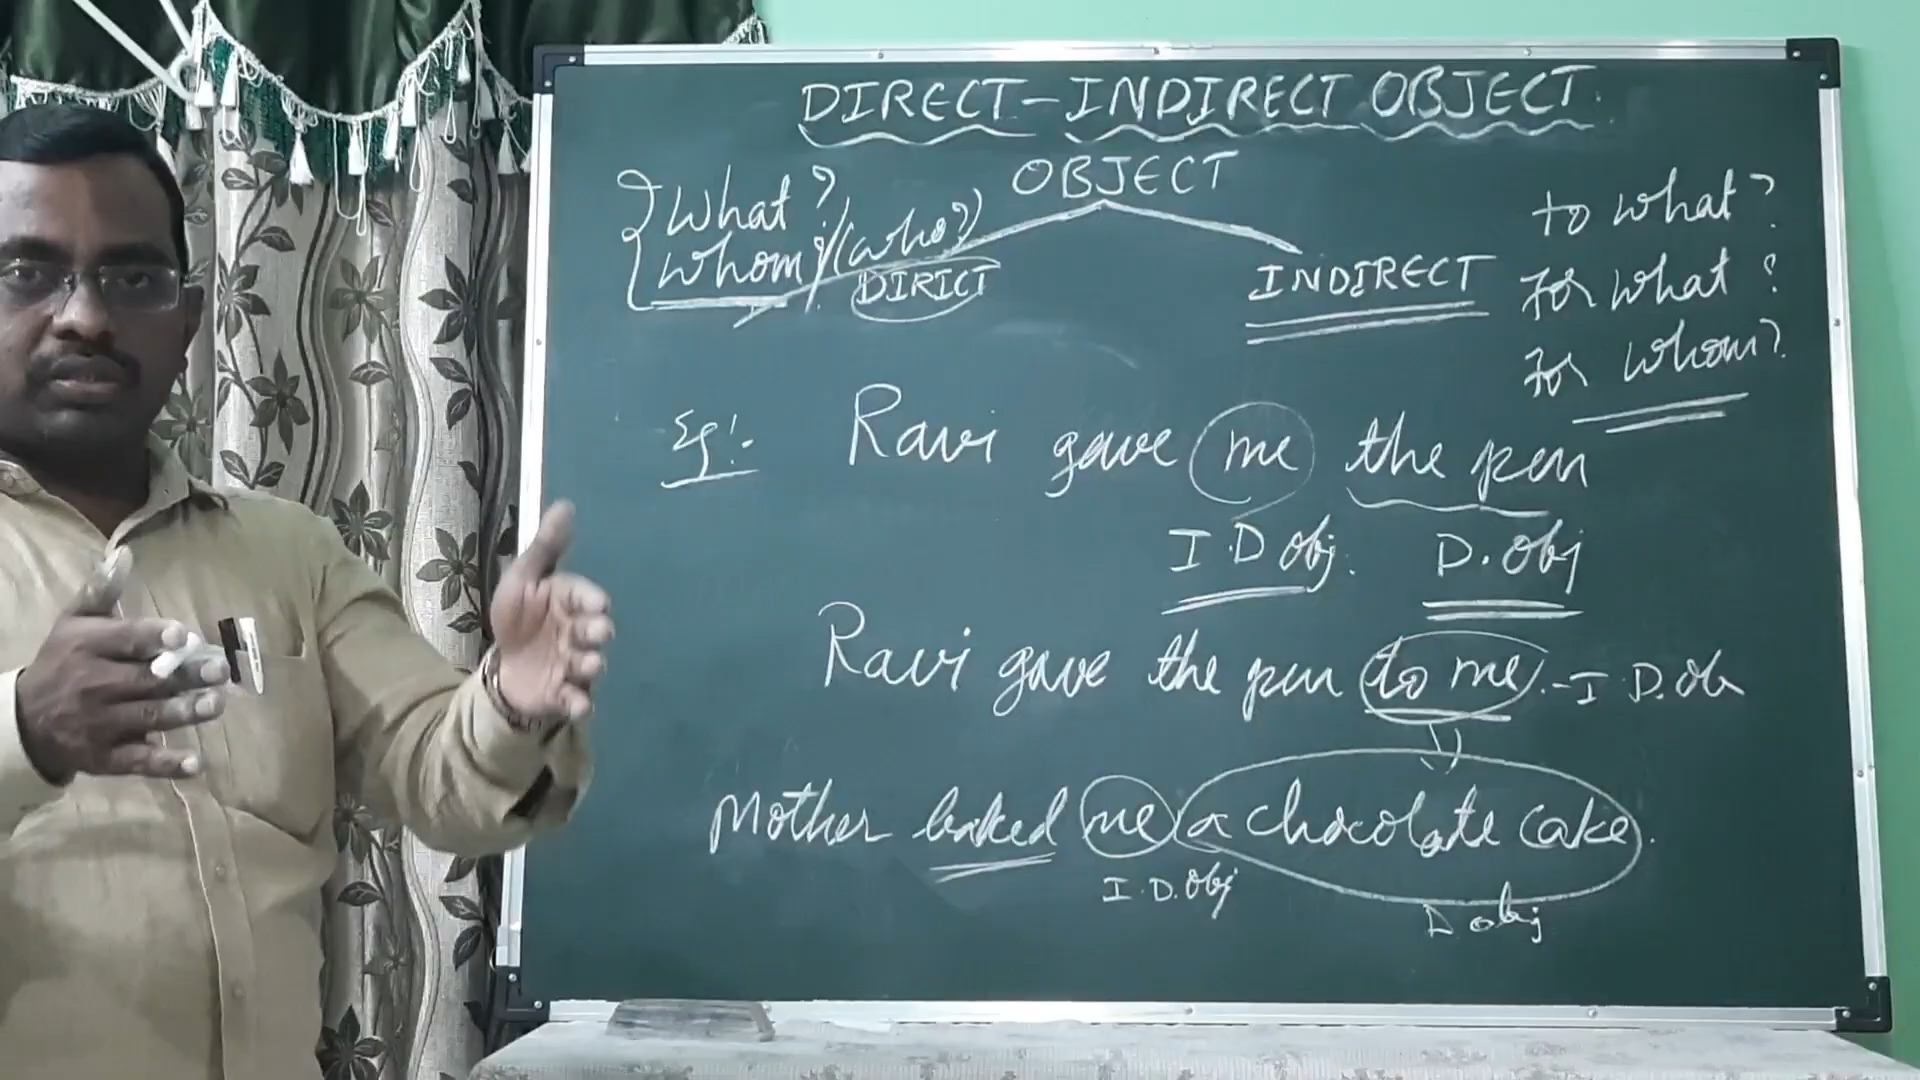 DIRECT-INDIRECT OBJECT.
OBJECT
What?
Whom?/(who?)
DIRICT
INDIRECT
to what?
for what?
for whom?
Eg:-
Ravi gave me the pen
I.D obj. D.obj
Ravi gave the pen to me.-I D.Ob
Mother baked me a chocolate cake.
I.D.obj
D obj